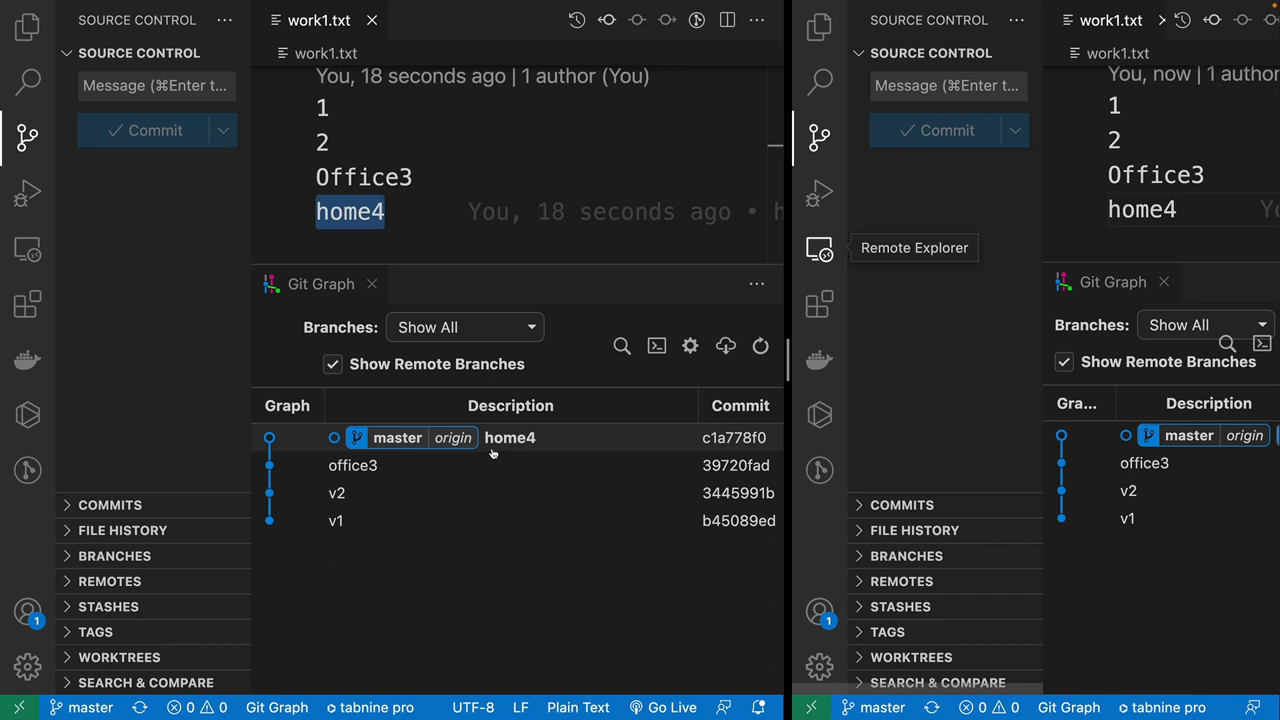 SOURCE CONTROL ···
SOURCE CONTROL
Message (⌘Enter t...
Commit
COMMITS
FILE HISTORY
BRANCHES
REMOTES
STASHES
TAGS
WORKTREES
SEARCH & COMPARE
1
work1.txt
work1.txt
You, 18 seconds ago | 1 author (You)
1
2
Office3
home4 You, 18 seconds ago • h
Git Graph
Branches: Show All
Show Remote Branches
Graph Description Commit
master origin home4 c1a778f0
office3 39720fad
v2 3445991b
v1 b45089ed
master 0 0 Git Graph tabnine pro UTF-8 LF Plain Text Go Live
SOURCE CONTROL ···
SOURCE CONTROL
Message (⌘Enter t...
Commit
Remote Explorer
COMMITS
FILE HISTORY
BRANCHES
REMOTES
STASHES
TAGS
WORKTREES
SEARCH & COMPARE
1
work1.txt
work1.txt
You, now | 1 author
1
2
Office3
home4
Git Graph
Branches: Show All
Show Remote Branches
Gra... Description
master origin
office3
v2
v1
master 0 0 Git Graph tabnine pro